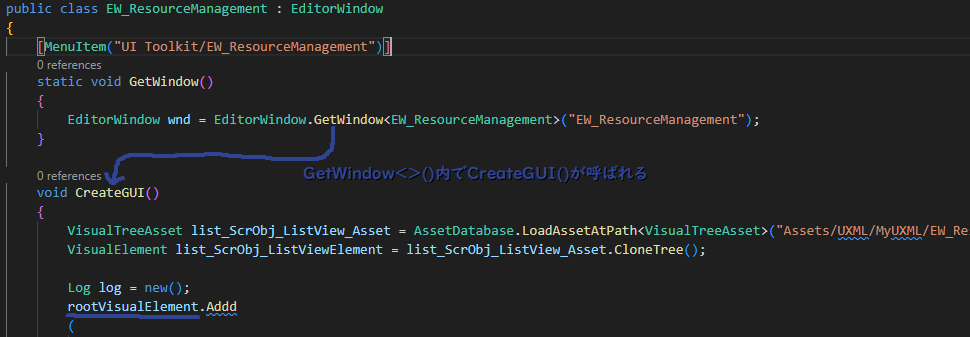 public class EW_ResourceManagement : EditorWindow
{
[MenuItem("UI Toolkit/EW_ResourceManagement")]
0 references
static void GetWindow()
{
EditorWindow wnd = EditorWindow.GetWindow<EW_ResourceManagement>("EW_ResourceManagement");
}
GetWindow<>()内でCreateGUI()が呼ばれる
0 references
void CreateGUI()
{
VisualTreeAsset list_ScrObj_ListView_Asset = AssetDatabase.LoadAssetAtPath<VisualTreeAsset>("Assets/UXML/MyUXML/EW_Re
VisualElement list_ScrObj_ListViewElement = list_ScrObj_ListView_Asset.CloneTree();
Log log = new();
rootVisualElement.Addd
(